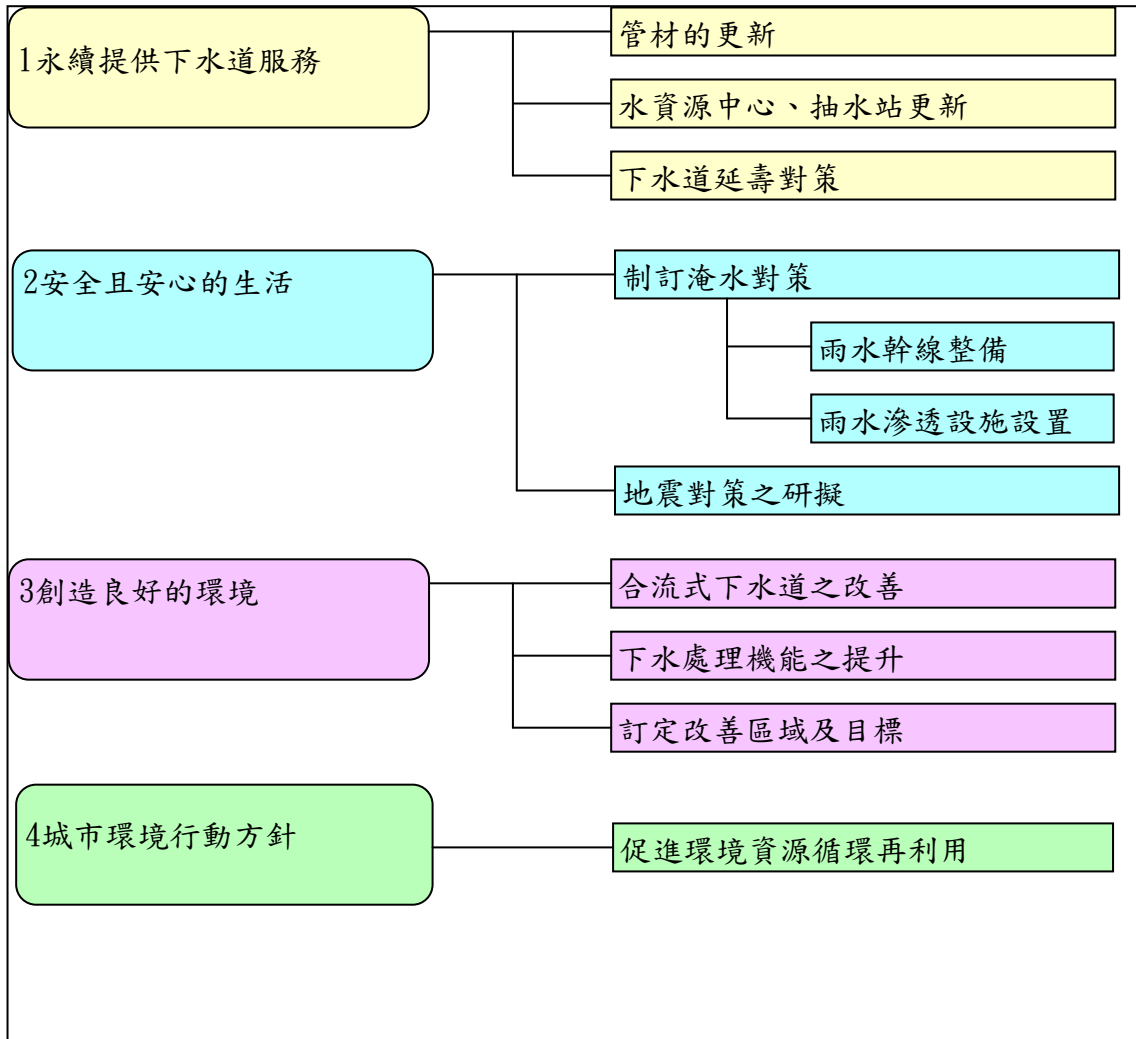 1永續提供下水道服務
管材的更新
水資源中心、抽水站更新
下水道延壽對策
2安全且安心的生活
制訂淹水對策
雨水幹線整備
雨水滲透設施設置
地震對策之研擬
3創造良好的環境
合流式下水道之改善
下水處理機能之提升
訂定改善區域及目標
4城市環境行動方針
促進環境資源循環再利用